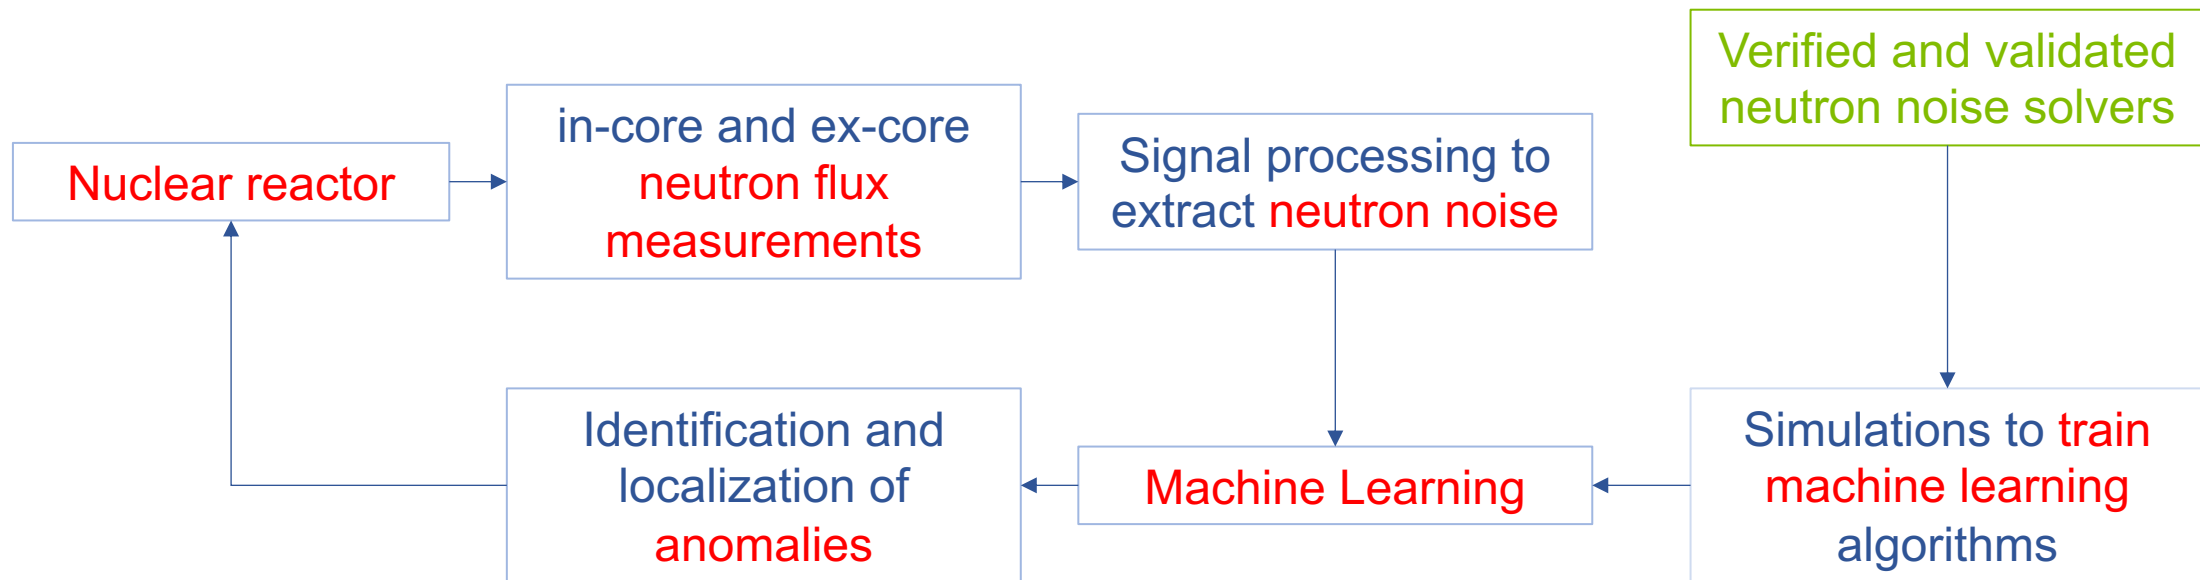 Nuclear reactor
in-core and ex-core
neutron flux
measurements
Signal processing to
extract neutron noise
Verified and validated
neutron noise solvers
Identification and
localization of
anomalies
Machine Learning
Simulations to train
machine learning
algorithms